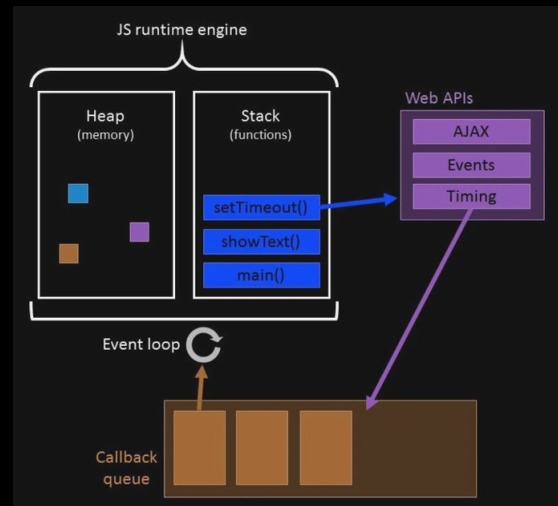 JS runtime engine
Heap
(memory)
Stack
(functions)
setTimeout()
showText()
main()
Web APIs
AJAX
Events
Timing
Event loop
Callback
queue